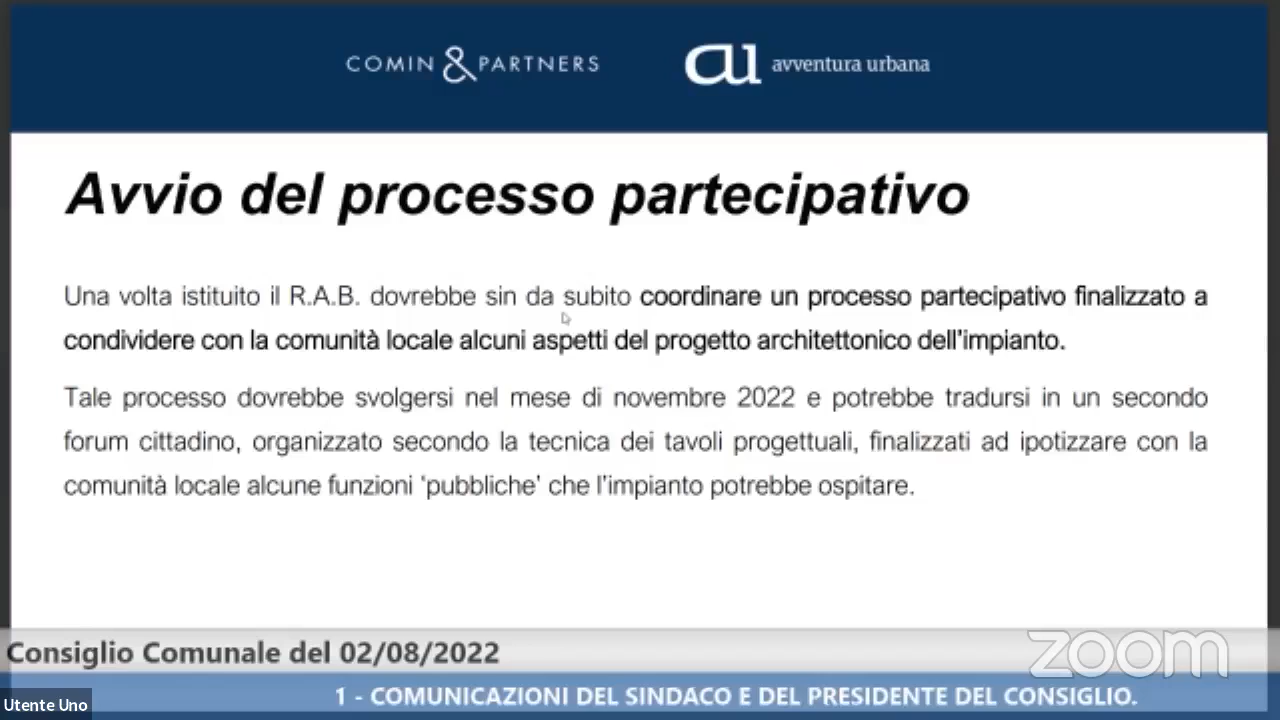 COMIN & PARTNERS
au avventura urbana
Avvio del processo partecipativo
Una volta istituito il R.A.B. dovrebbe sin da subito coordinare un processo partecipativo finalizzato a
condividere con la comunità locale alcuni aspetti del progetto architettonico dell'impianto.
Tale processo dovrebbe svolgersi nel mese di novembre 2022 e potrebbe tradursi in un secondo
forum cittadino, organizzato secondo la tecnica dei tavoli progettuali, finalizzati ad ipotizzare con la
comunità locale alcune funzioni 'pubbliche' che l'impianto potrebbe ospitare.
Consiglio Comunale del 02/08/2022
zoom
1 - COMUNICAZIONI DEL SINDACO E DEL PRESIDENTE DEL CONSIGLIO.
Utente Uno